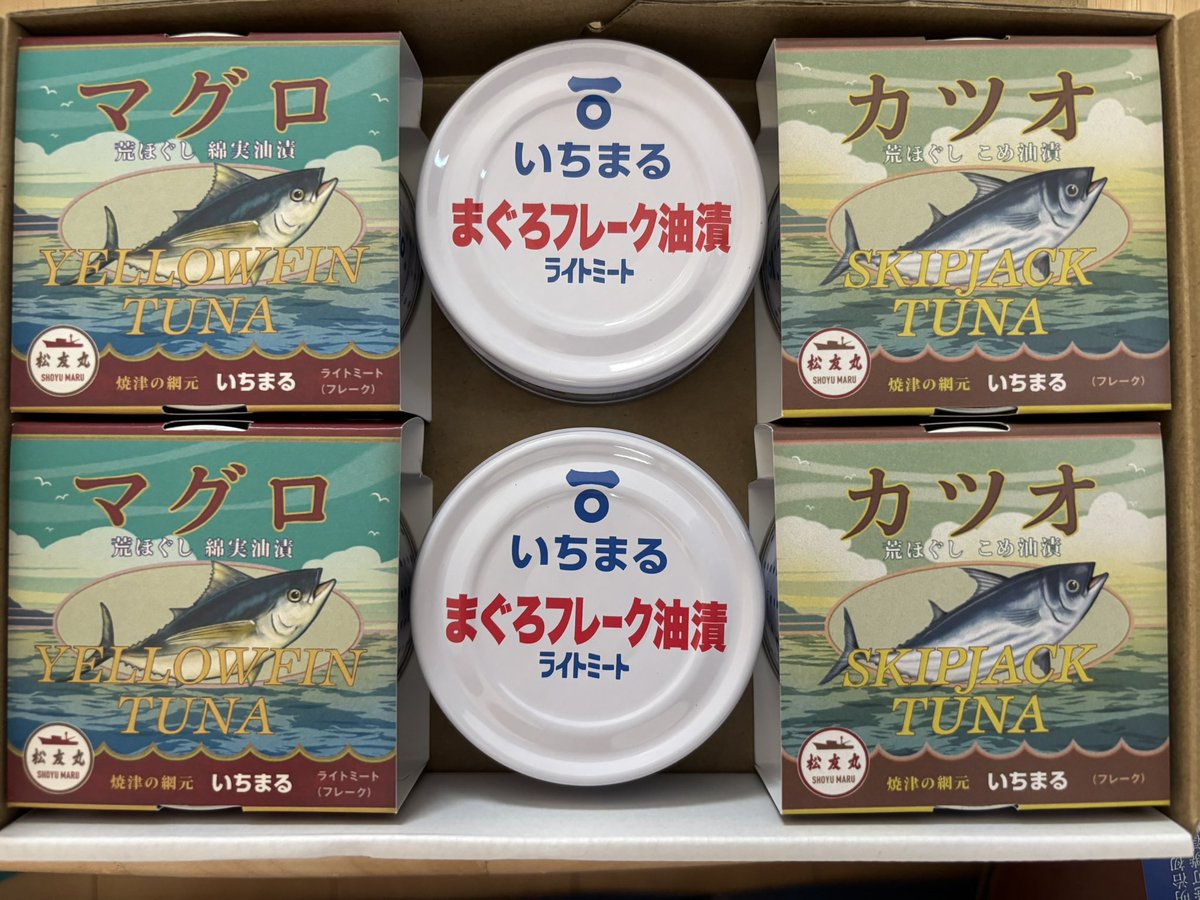 マグロ
荒ほぐし 綿実油漬
YELLOWFIN
TUNA
松友丸
SHOYU MARU
焼津の網元 いちまる
ライトミート
(フレーク)
いちまる
まぐろフレーク油漬
ライトミート
カツオ
荒ほぐし こめ油漬
SKIPJACK
TUNA
松友丸
SHOYU MARU
焼津の網元 いちまる
(フレーク)
マグロ
荒ほぐし 綿実油漬
YELLOWFIN
TUNA
松友丸
SHOYU MARU
焼津の網元 いちまる
ライトミート
(フレーク)
いちまる
まぐろフレーク油漬
ライトミート
カツオ
荒ほぐし こめ油漬
SKIPJACK
TUNA
松友丸
SHOYU MARU
焼津の網元 いちまる
(フレーク)
明治初